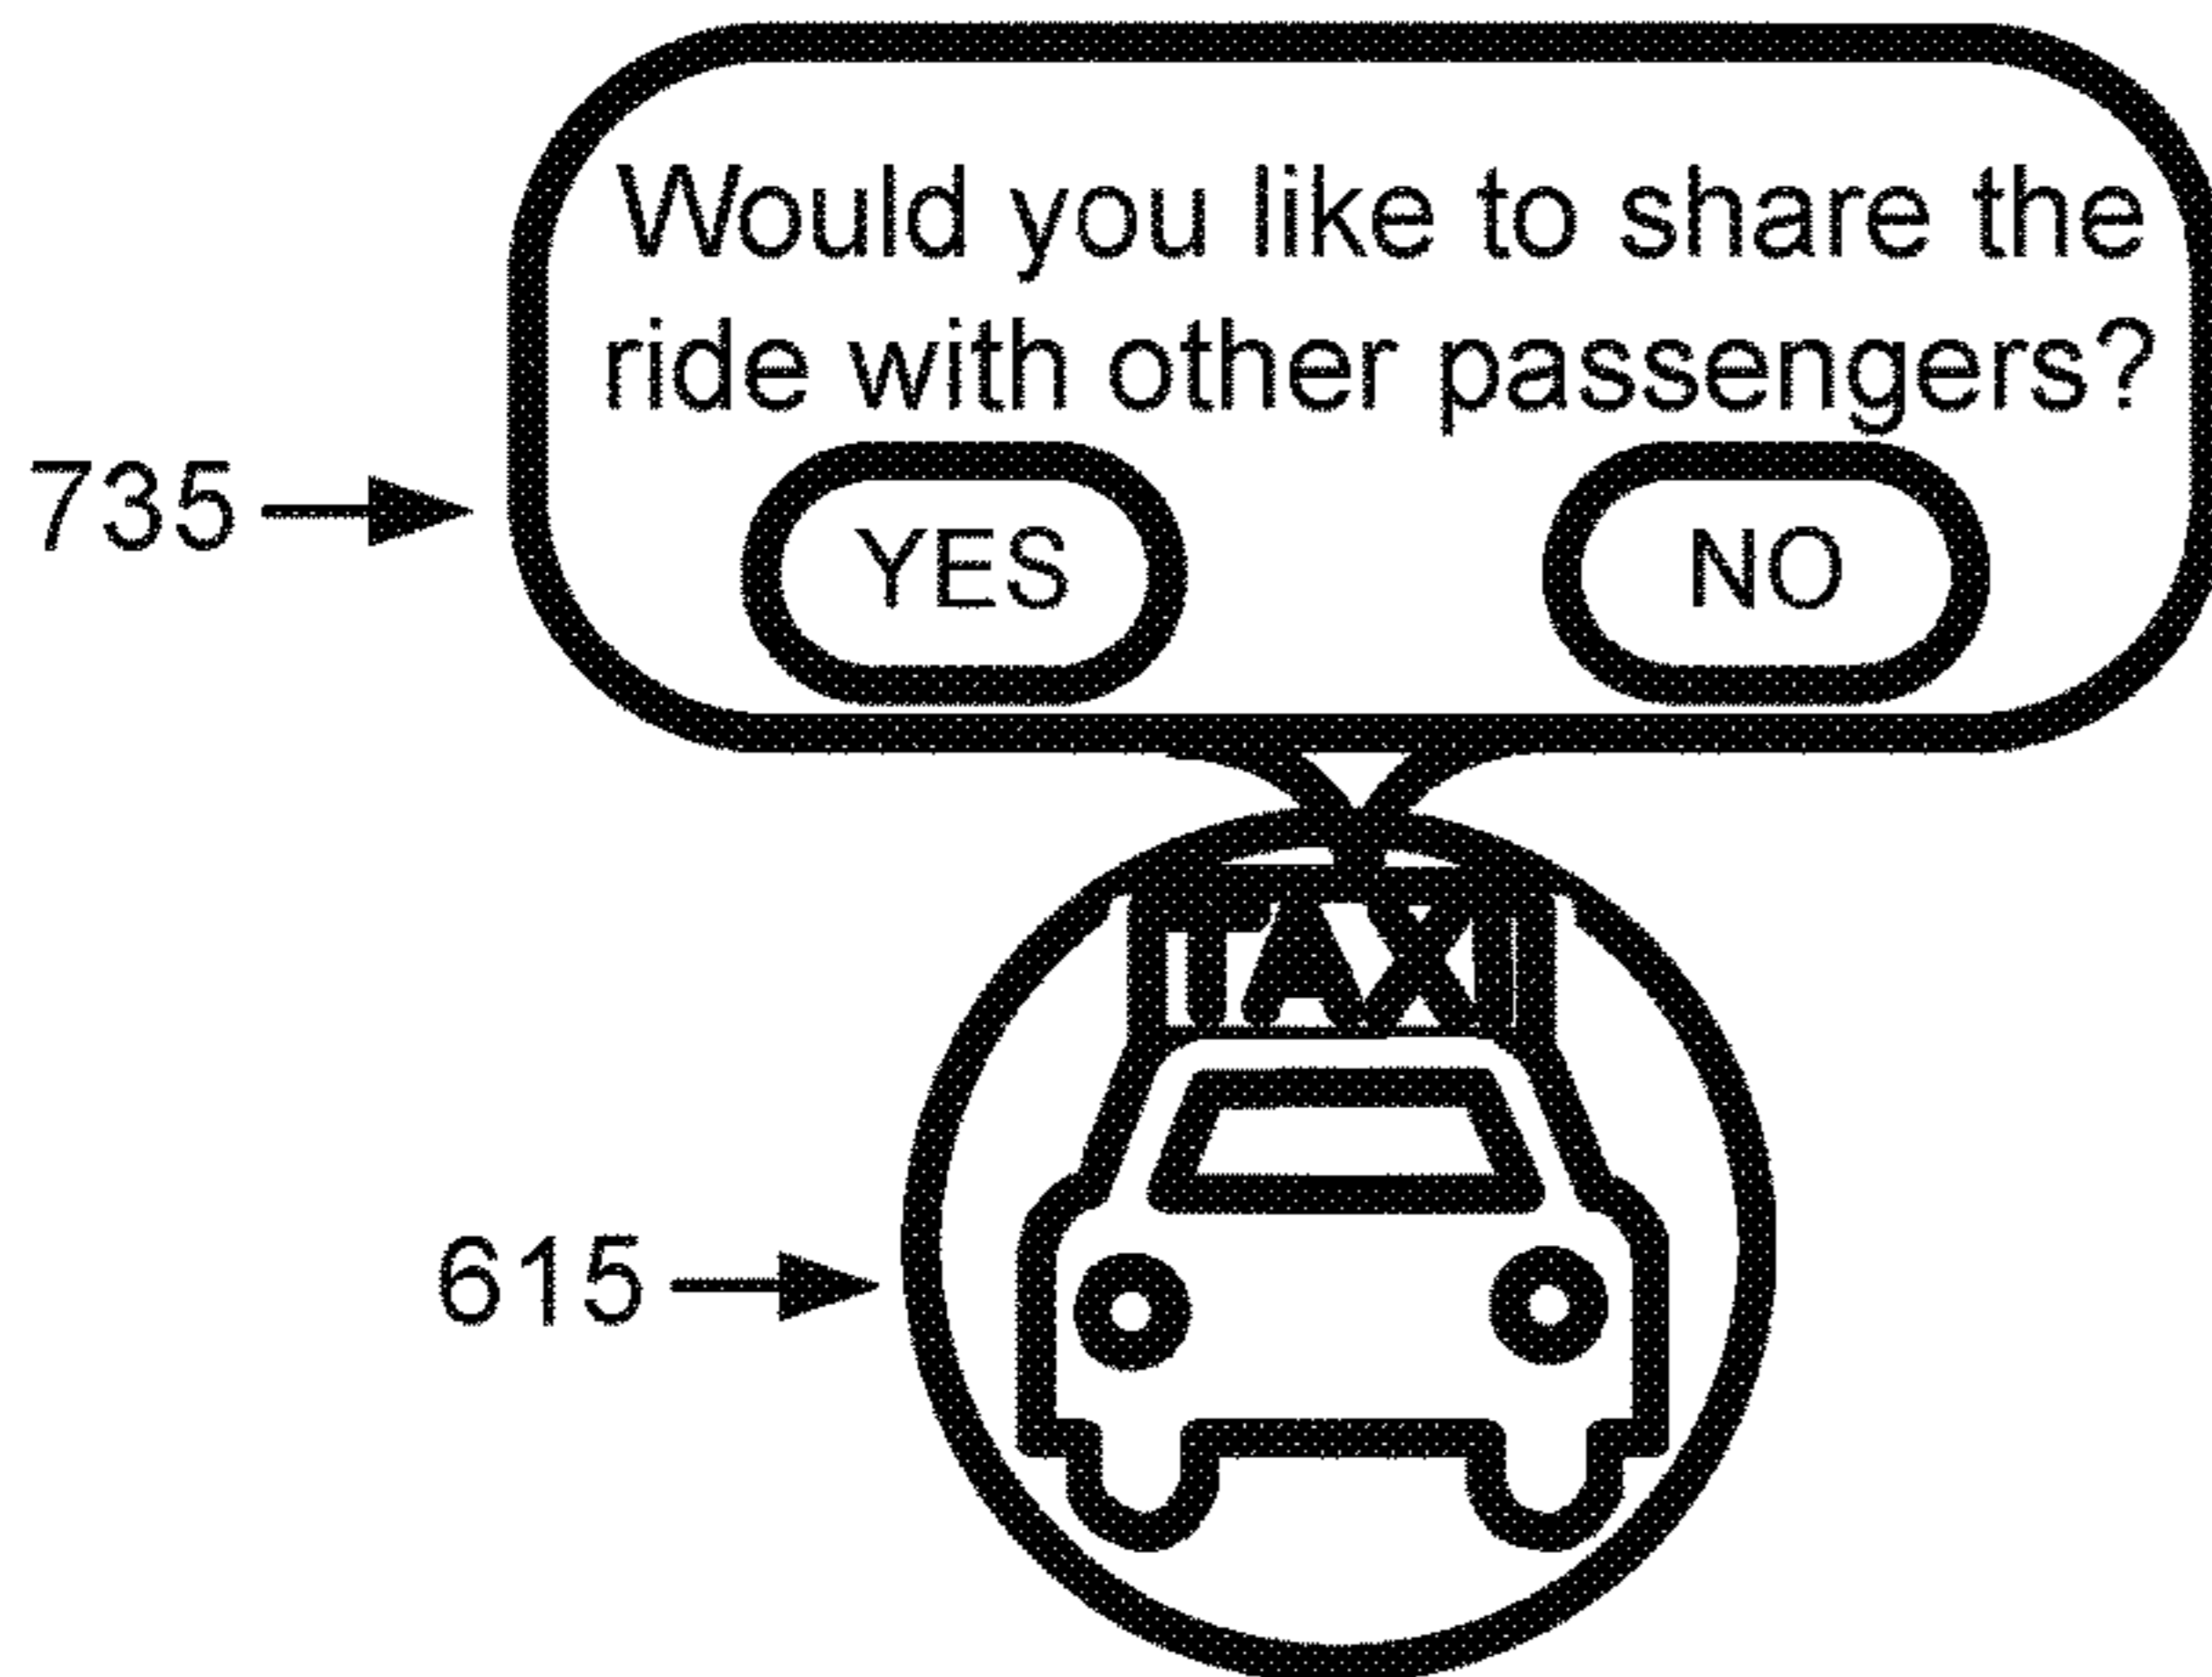 Would you like to share the
ride with other passengers?
735
YES NO
TAXI
615